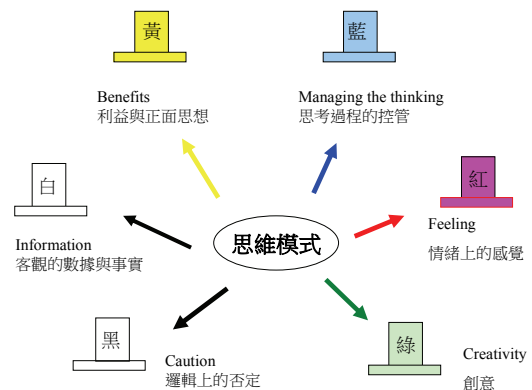 黃
Benefits
利益與正面思想
藍
Managing the thinking
思考過程的控管
白
Information
客觀的數據與事實
思維模式
紅
Feeling
情緒上的感覺
黑
Caution
邏輯上的否定
綠
Creativity
創意